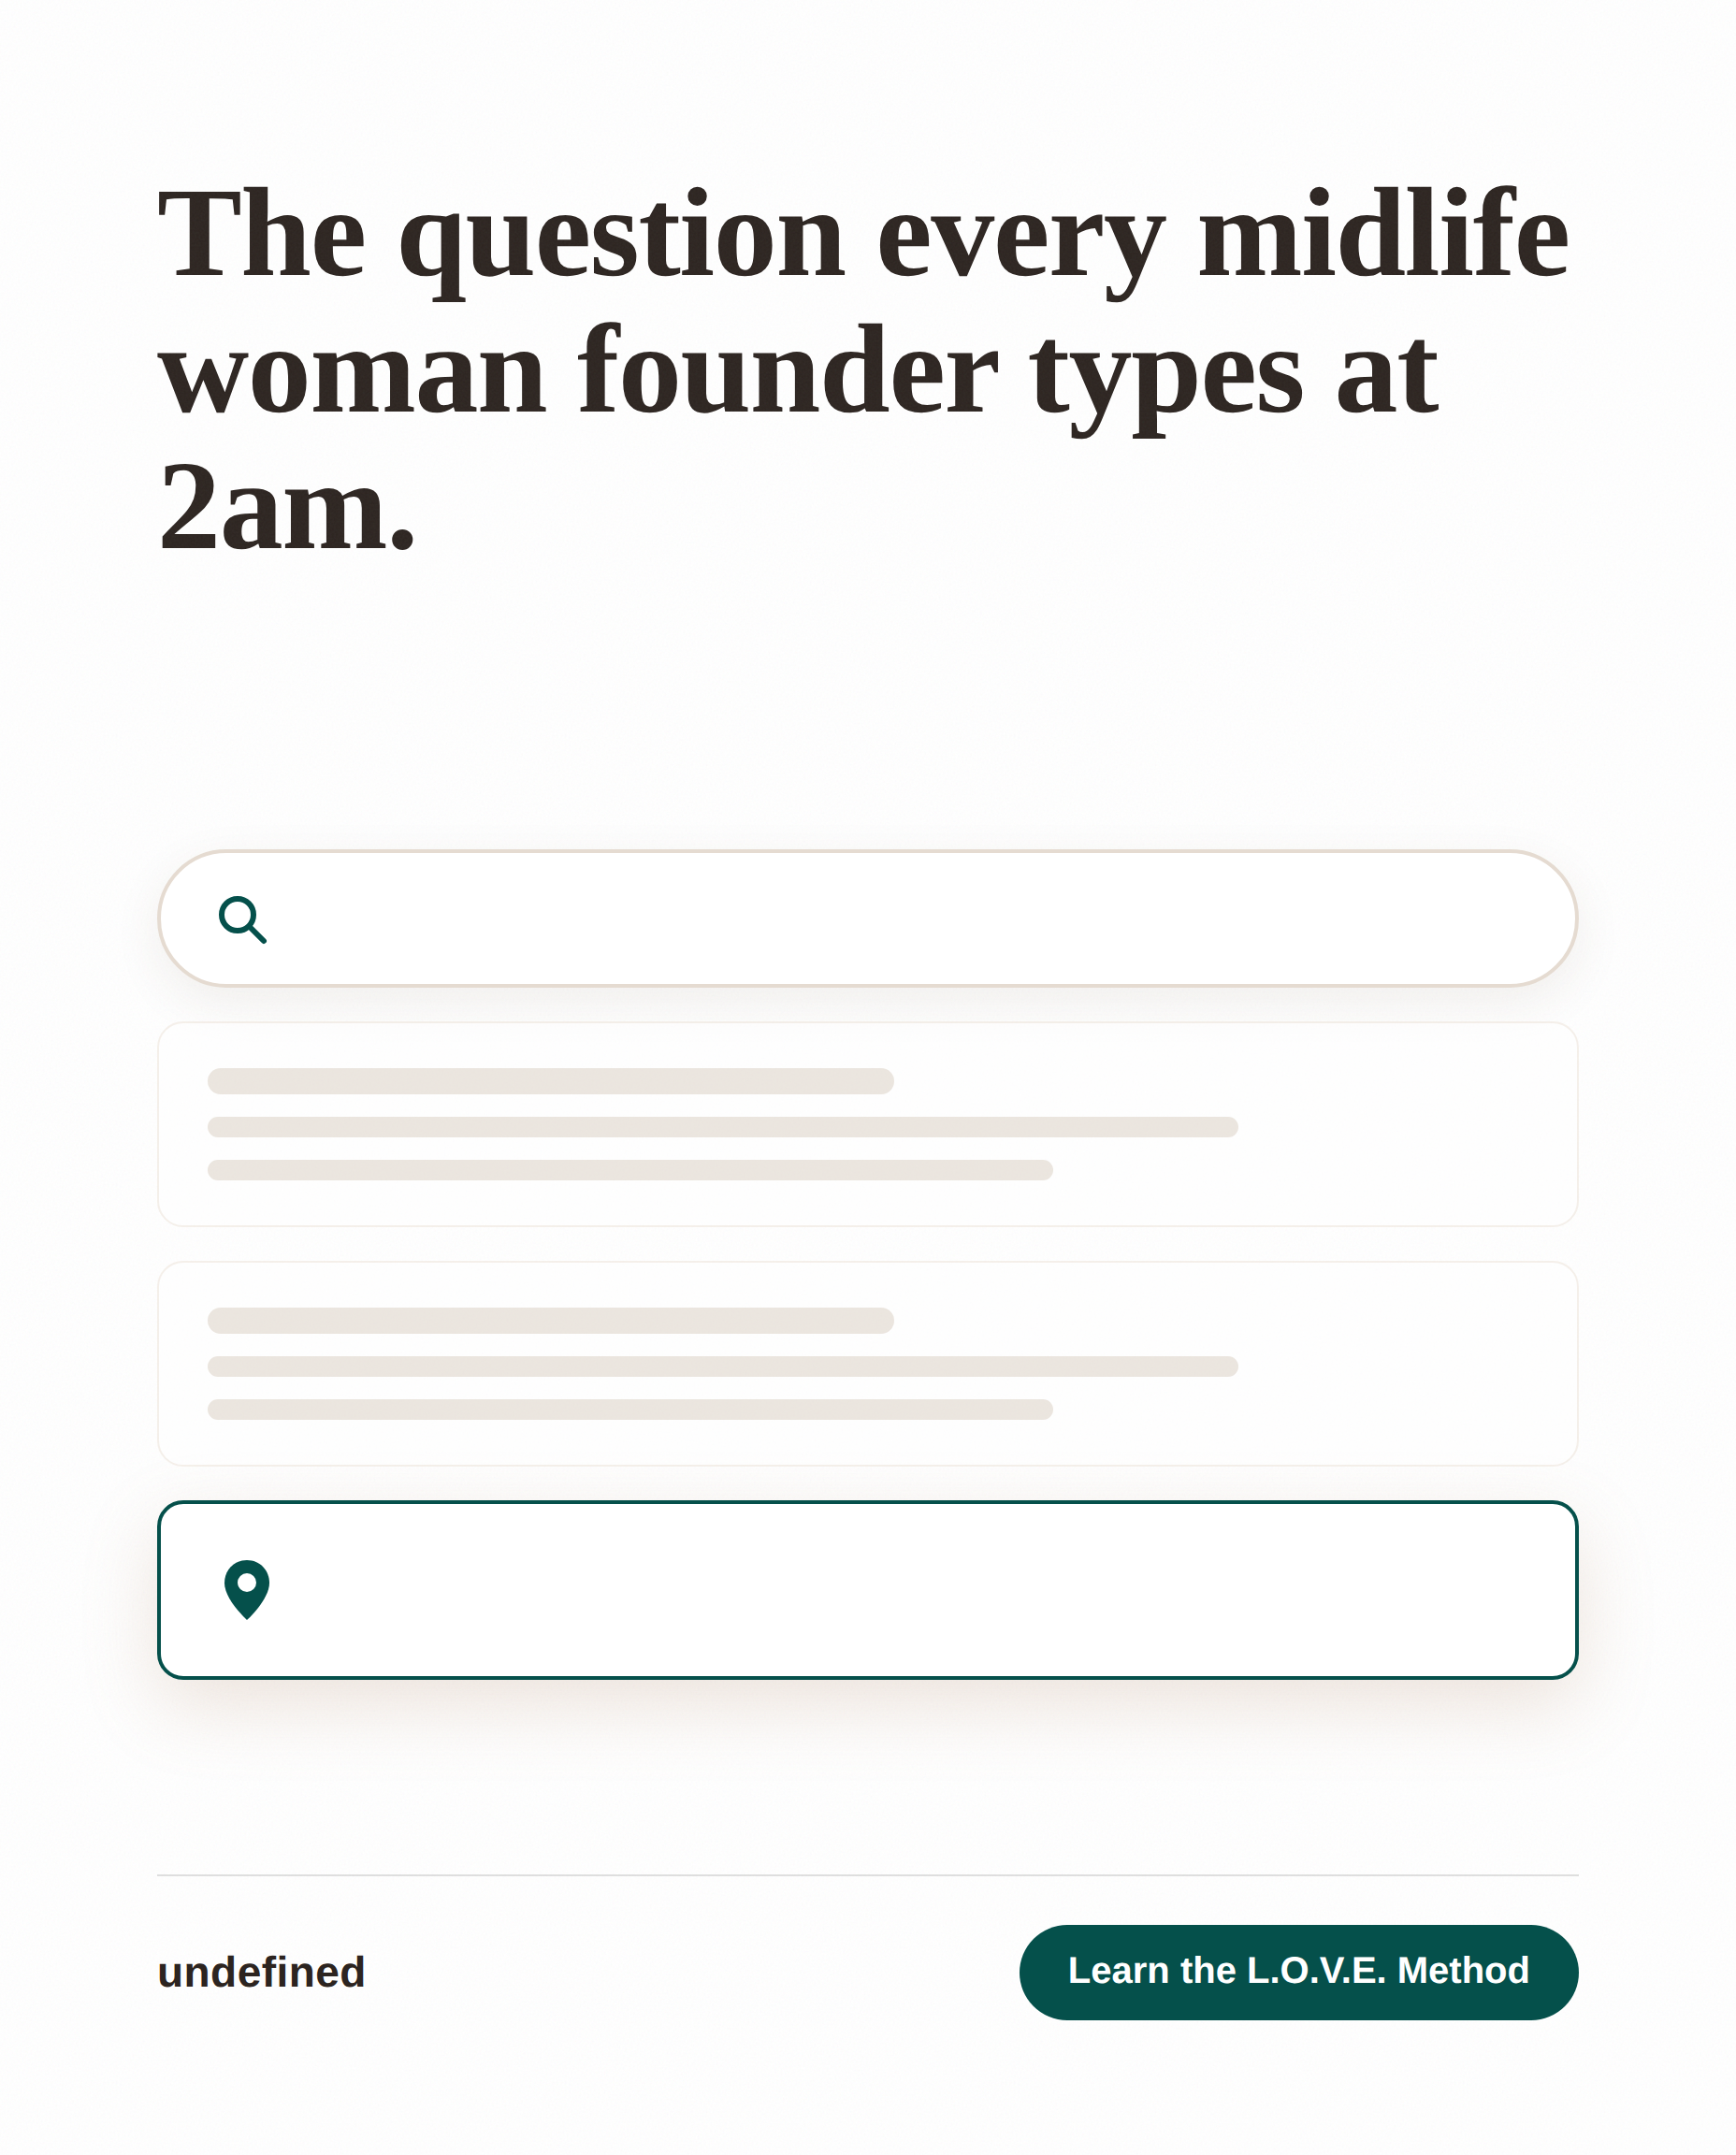 The question every midlife
woman founder types at
2am.
undefined
Learn the L.O.V.E. Method